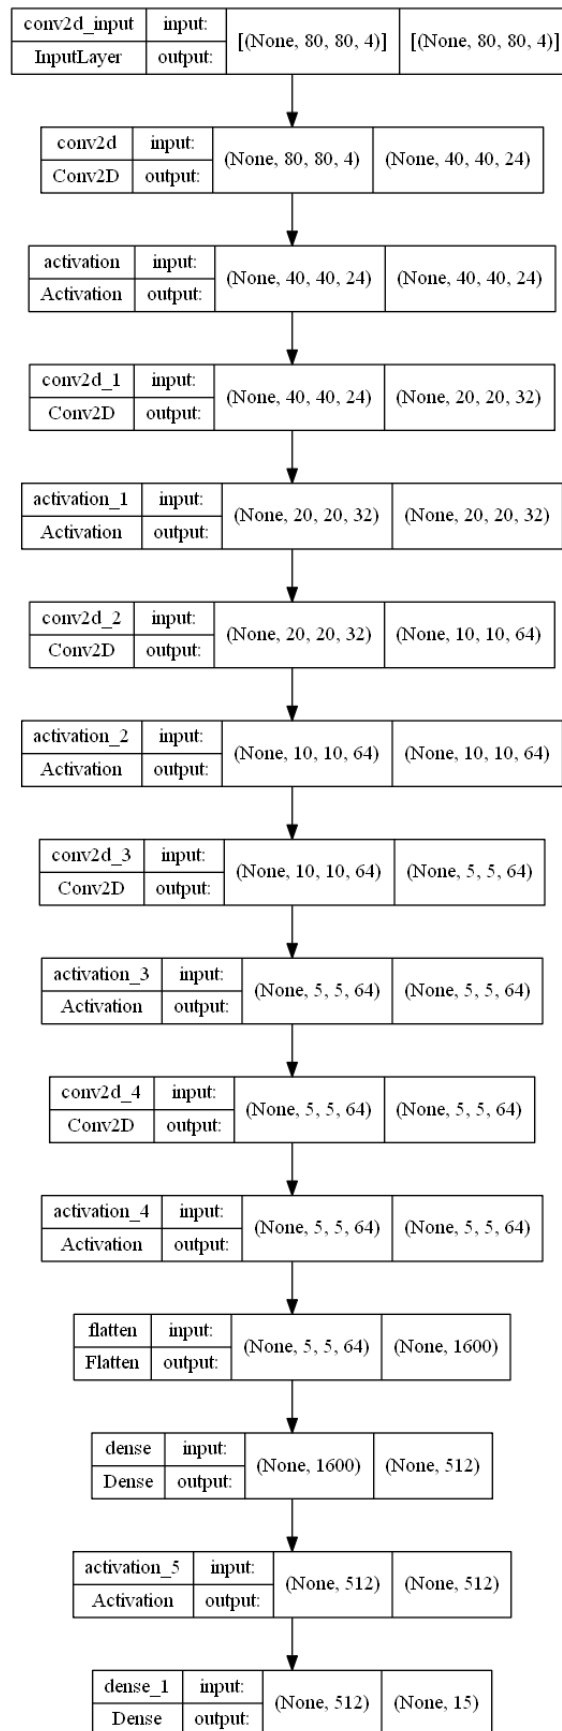 conv2d_input input: [(None, 80, 80, 4)] [(None, 80, 80, 4)]
InputLayer output:
conv2d input: (None, 80, 80, 4) (None, 40, 40, 24)
Conv2D output:
activation input: (None, 40, 40, 24) (None, 40, 40, 24)
Activation output:
conv2d_1 input: (None, 40, 40, 24) (None, 20, 20, 32)
Conv2D output:
activation_1 input: (None, 20, 20, 32) (None, 20, 20, 32)
Activation output:
conv2d_2 input: (None, 20, 20, 32) (None, 10, 10, 64)
Conv2D output:
activation_2 input: (None, 10, 10, 64) (None, 10, 10, 64)
Activation output:
conv2d_3 input: (None, 10, 10, 64) (None, 5, 5, 64)
Conv2D output:
activation_3 input: (None, 5, 5, 64) (None, 5, 5, 64)
Activation output:
conv2d_4 input: (None, 5, 5, 64) (None, 5, 5, 64)
Conv2D output:
activation_4 input: (None, 5, 5, 64) (None, 5, 5, 64)
Activation output:
flatten input: (None, 5, 5, 64) (None, 1600)
Flatten output:
dense input: (None, 1600) (None, 512)
Dense output:
activation_5 input: (None, 512) (None, 512)
Activation output:
dense_1 input: (None, 512) (None, 15)
Dense output: